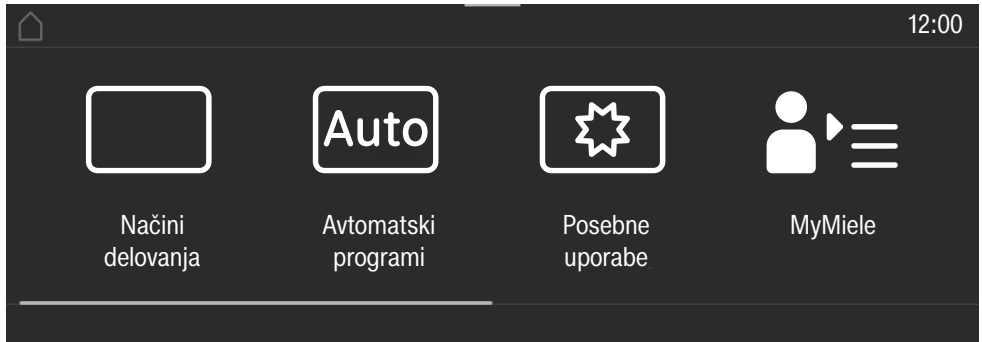 12:00
Auto
Načini
delovanja
Avtomatski
programi
Posebne
uporabe
MyMiele